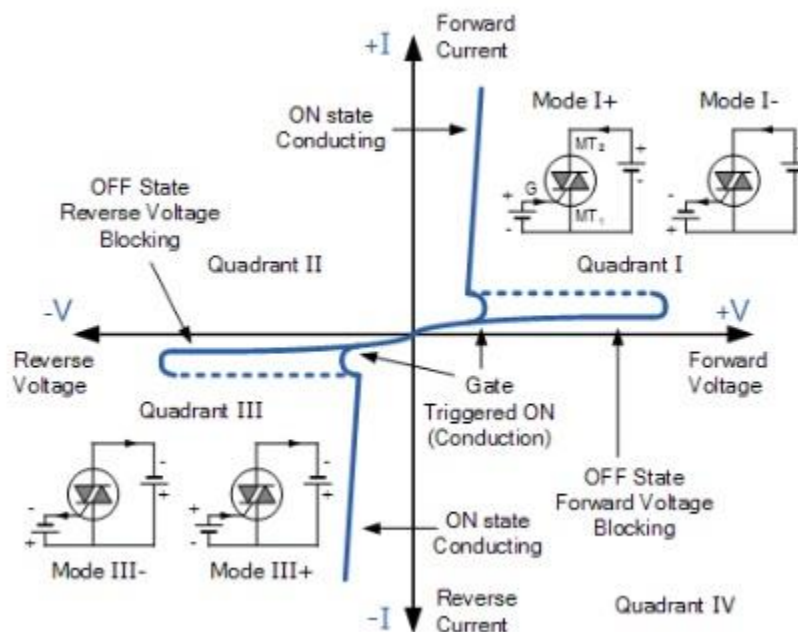 +I
Forward
Current
ON state
Conducting
Mode I+
Mode I-
MT₂
+
-
G
+
-
MT₁
+
-
-
+
OFF State
Reverse Voltage
Blocking
Quadrant II
Quadrant I
-V
+V
Reverse
Voltage
Forward
Voltage
Gate
Triggered ON
(Conduction)
Quadrant III
OFF State
Forward Voltage
Blocking
-
+
-
+
-
+
+
-
Mode III-
Mode III+
ON state
Conducting
-I
Reverse
Current
Quadrant IV